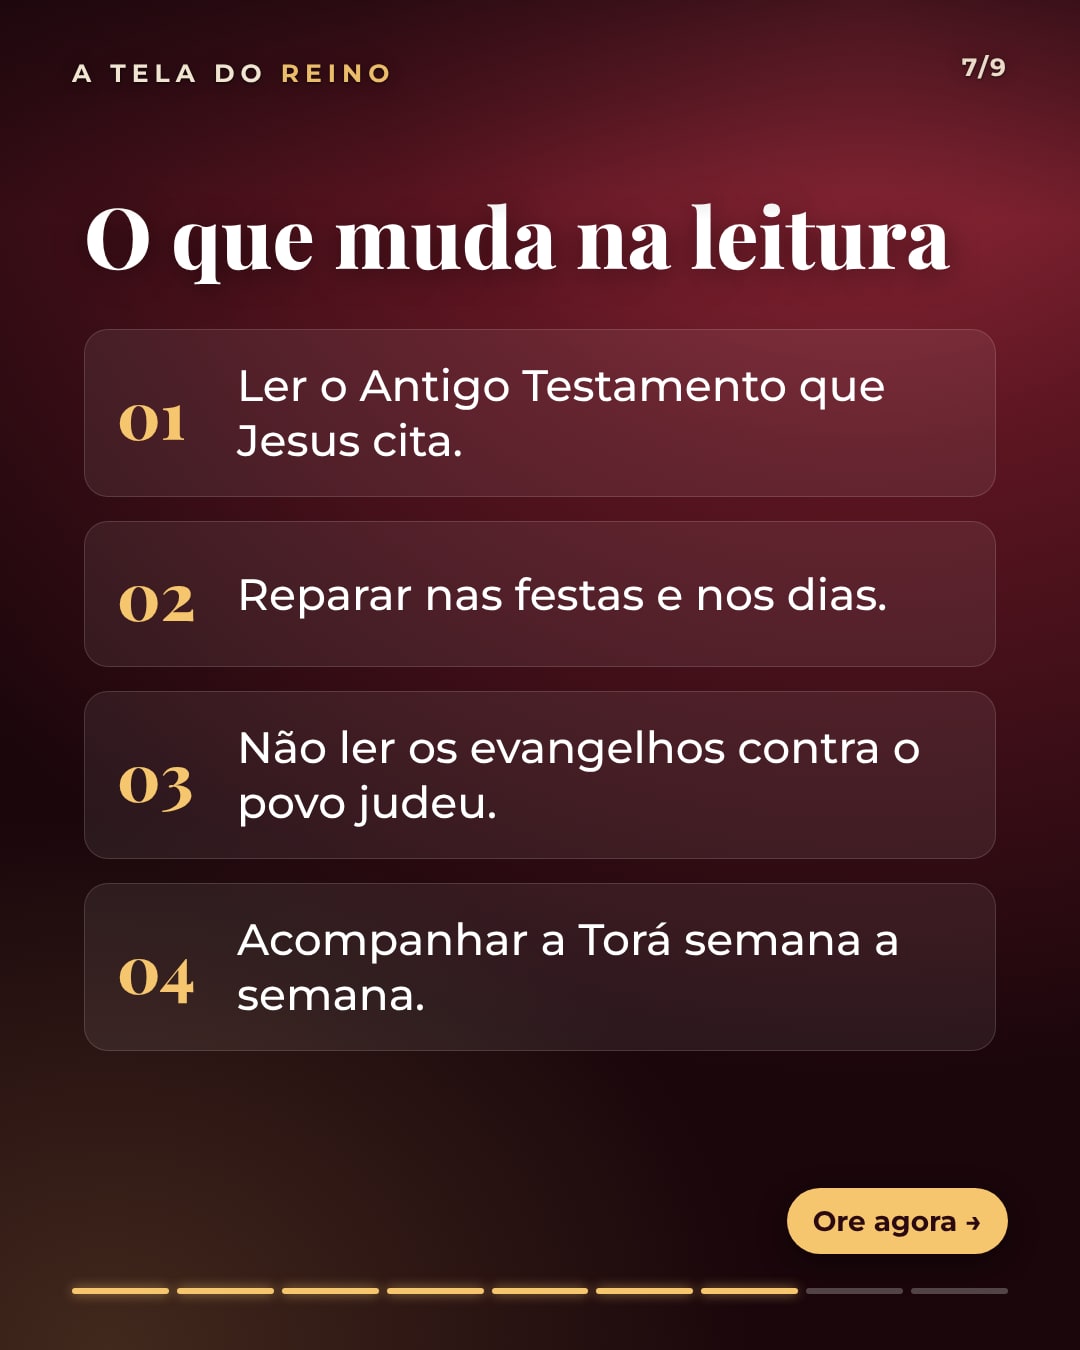 A TELA DO REINO
7/9
O que muda na leitura
01
Ler o Antigo Testamento que
Jesus cita.
02
Reparar nas festas e nos dias.
03
Não ler os evangelhos contra o
povo judeu.
04
Acompanhar a Torá semana a
semana.
Ore agora →